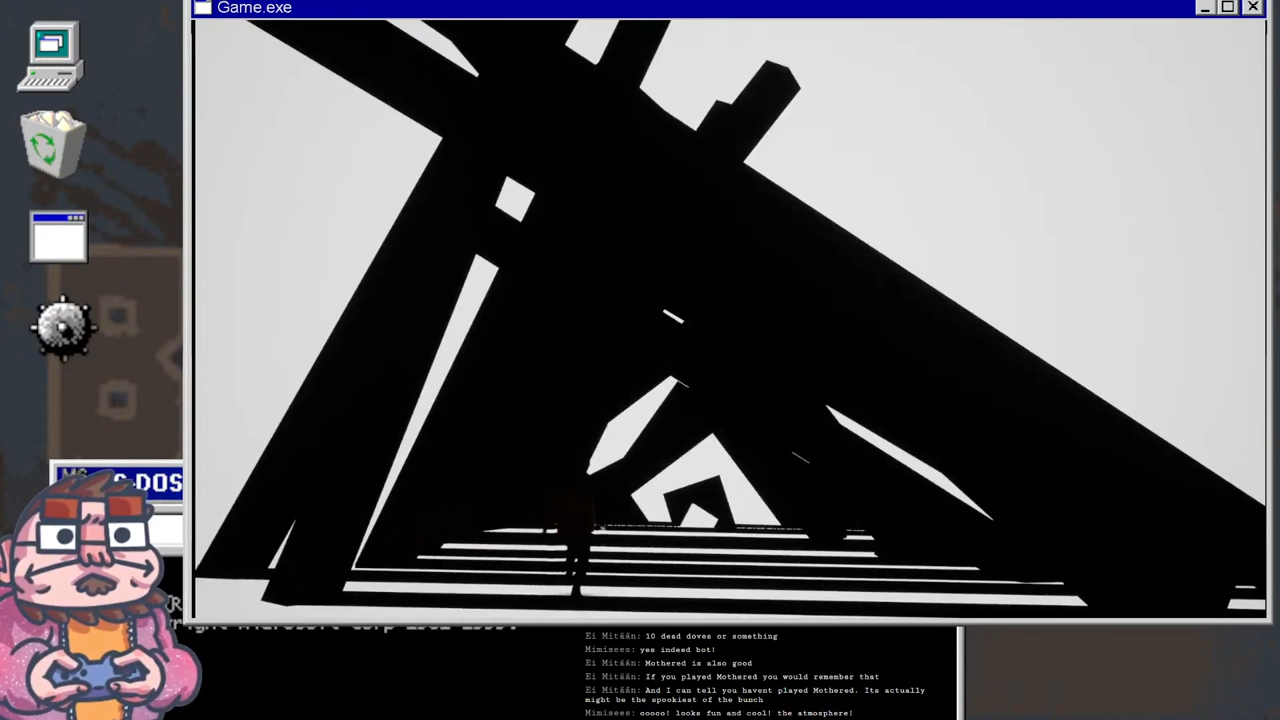 Game.exe
MS
-DOS
Ei Mitään: 10 dead doves or something
Mimisees: yes indeed bot!
Ei Mitään: Mothered is also good
Ei Mitään: If you played Mothered you would remember that
Ei Mitään: And I can tell you havent played Mothered. Its actually
might be the spookiest of the bunch
Mimisees: ooooo! looks fun and cool! the atmosphere!